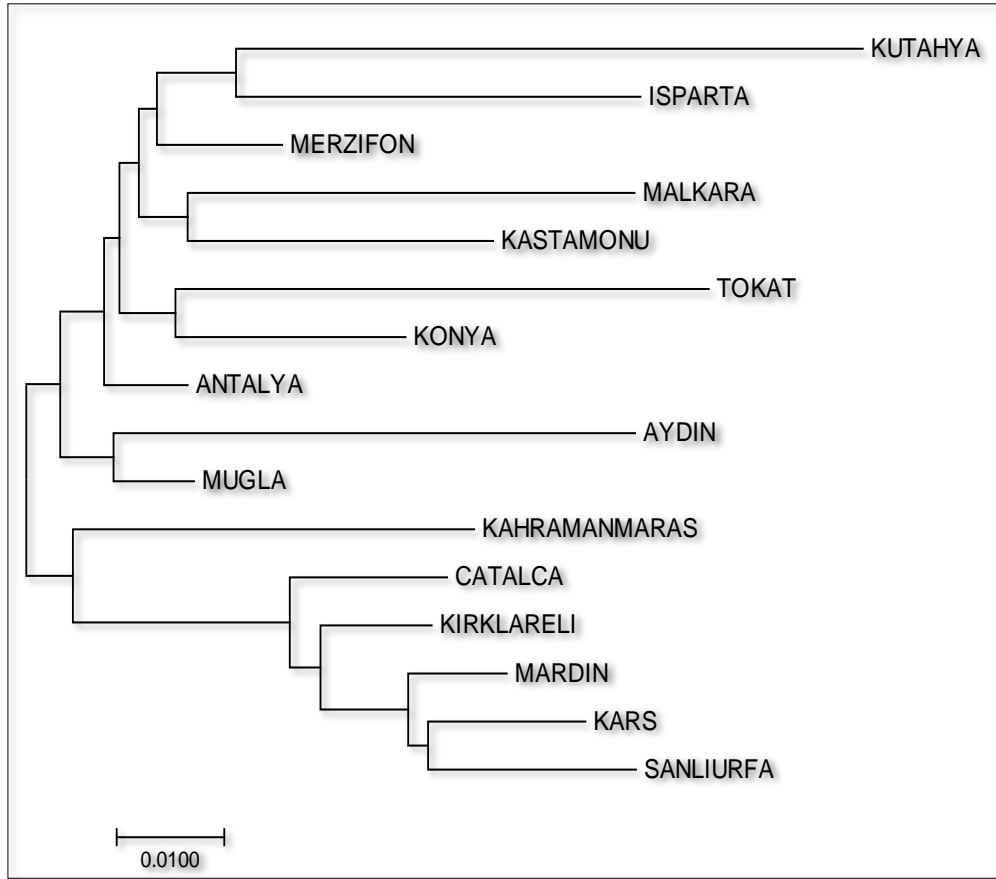 KUTAHYA
ISPARTA
MERZIFON
MALKARA
KASTAMONU
TOKAT
KONYA
ANTALYA
AYDIN
MUGLA
KAHRAMANMARAS
CATALCA
KIRKLARELI
MARDIN
KARS
SANLIURFA
0.0100